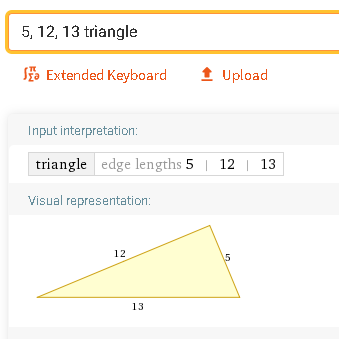 5, 12, 13 triangle
Extended Keyboard Upload
Input interpretation:
triangle edge lengths 5 | 12 | 13
Visual representation:
12
5
13